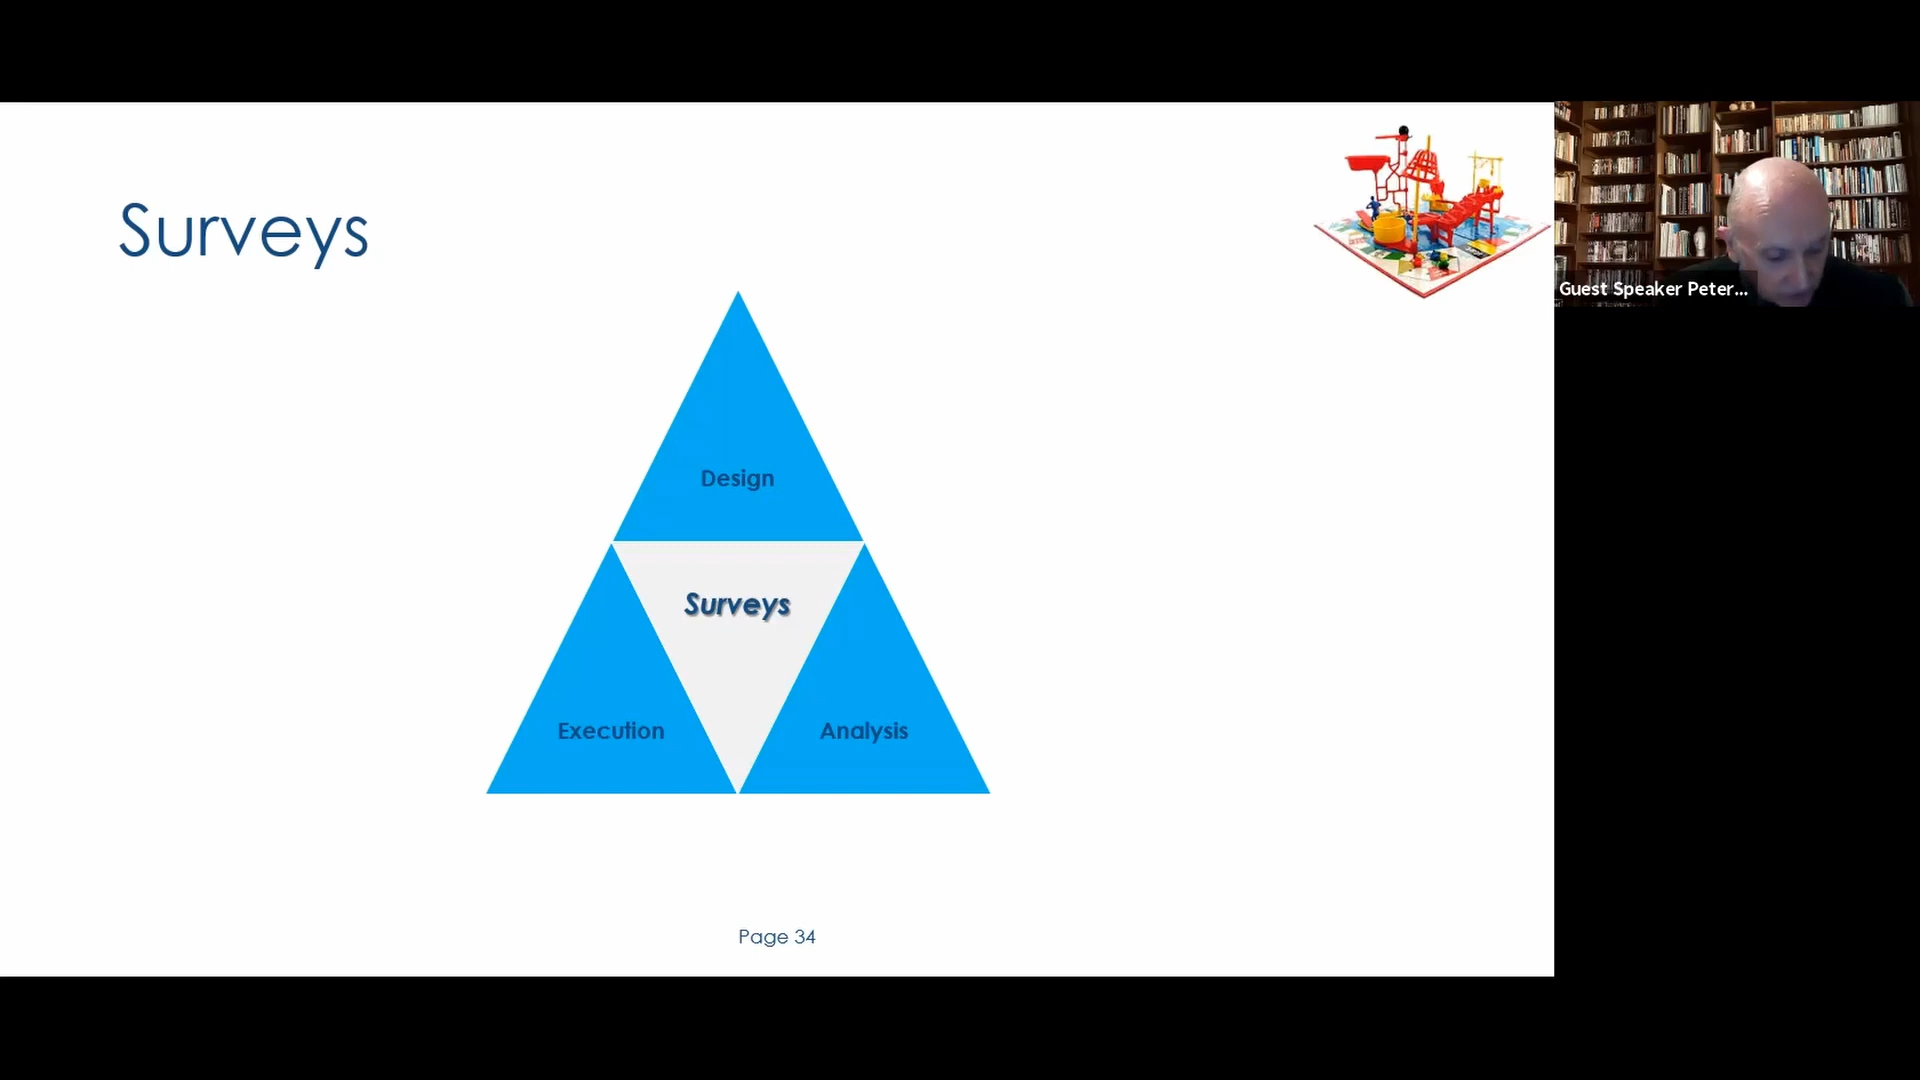 Surveys
Design
Surveys
Execution
Analysis
Page 34
Guest Speaker Peter...